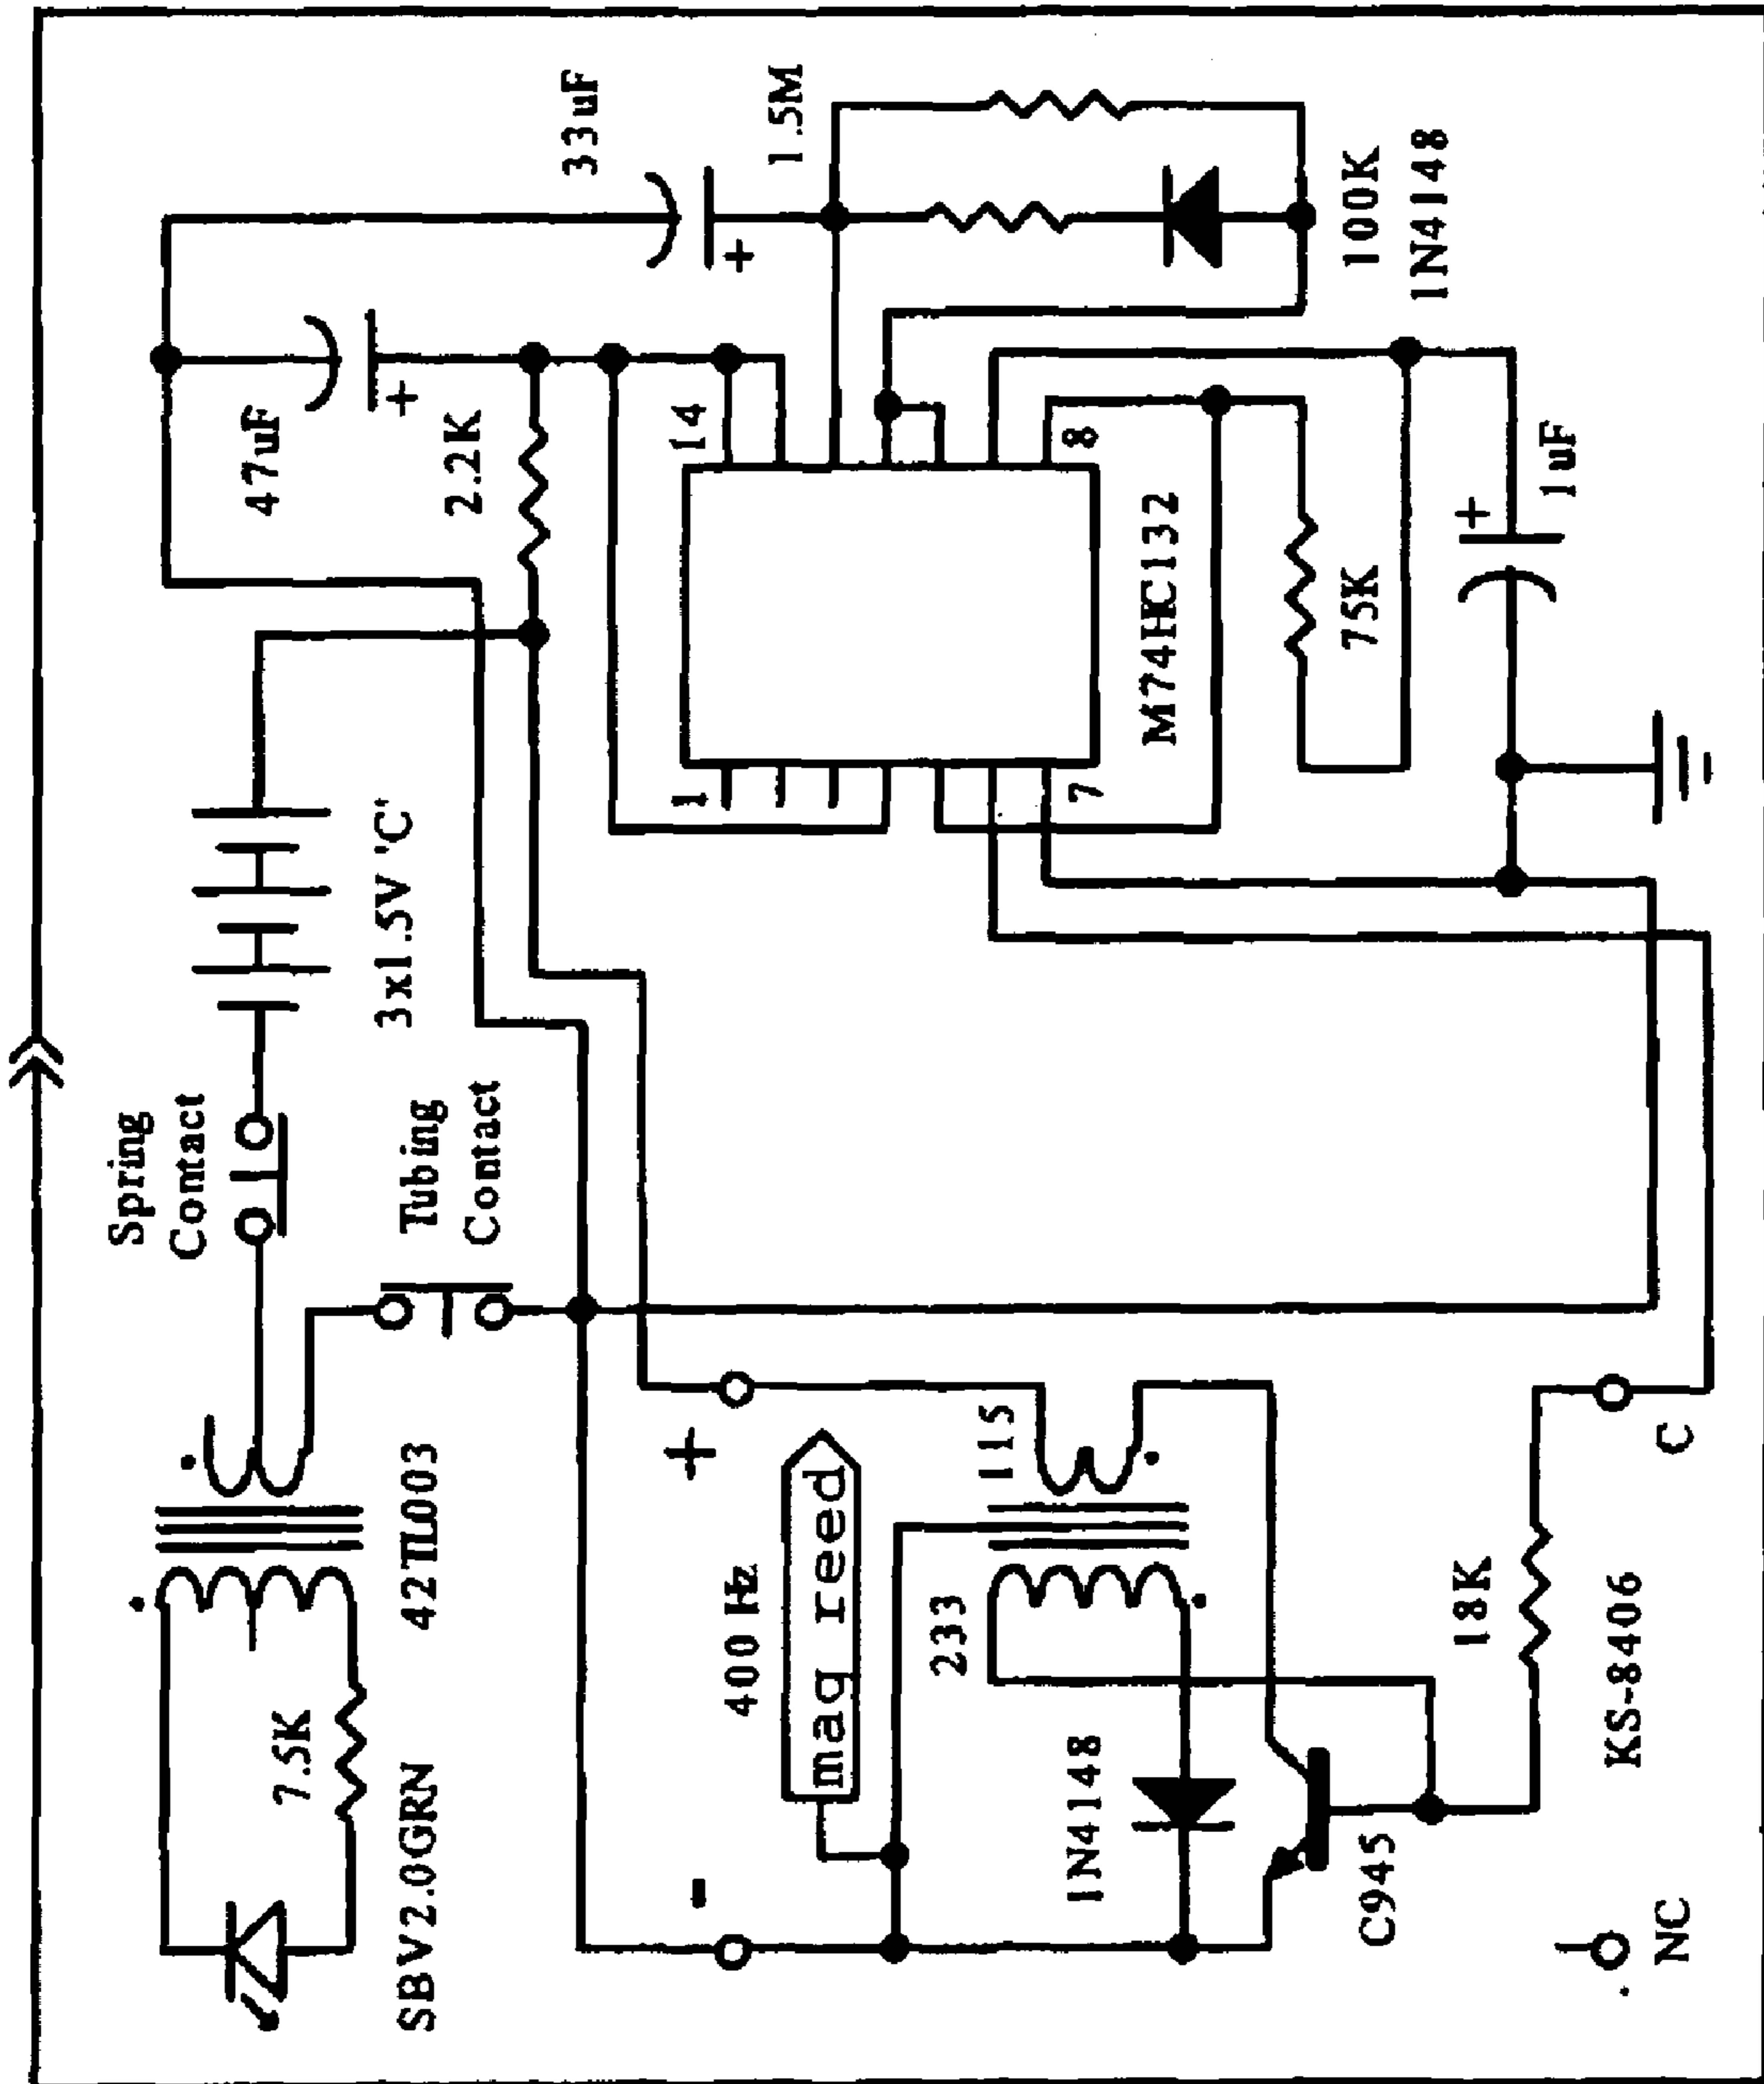 SBV2.0GRN
7.5K
42TL003
Spring
Contact
Tubing
Contact
3x1.5V 'C'
47uF
+
2.2K
33uF
+
1.5M
100K
1N4148
1
14
7
8
M74HC132
75K
+
1uF
-
+
400 Hz
mag reed
233
115
1N4148
C945
18K
KS-8406
NC
C